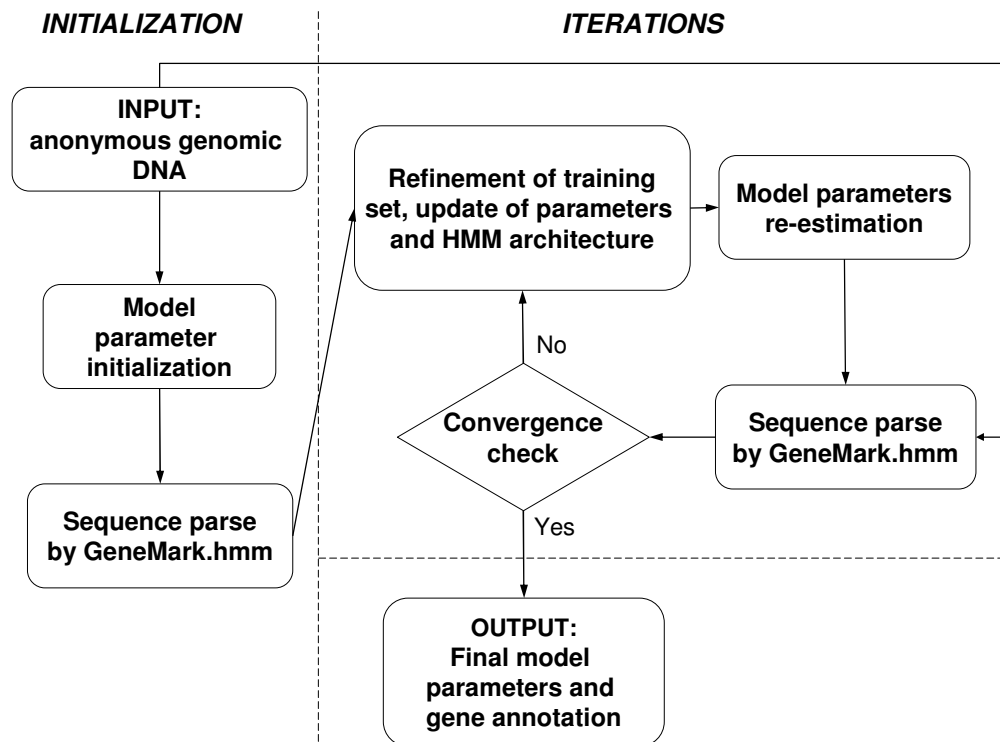 INITIALIZATION
ITERATIONS
INPUT:
anonymous genomic
DNA
Model
parameter
initialization
Sequence parse
by GeneMark.hmm
Refinement of training
set, update of parameters
and HMM architecture
Model parameters
re-estimation
No
Convergence
check
Sequence parse
by GeneMark.hmm
Yes
OUTPUT:
Final model
parameters and
gene annotation